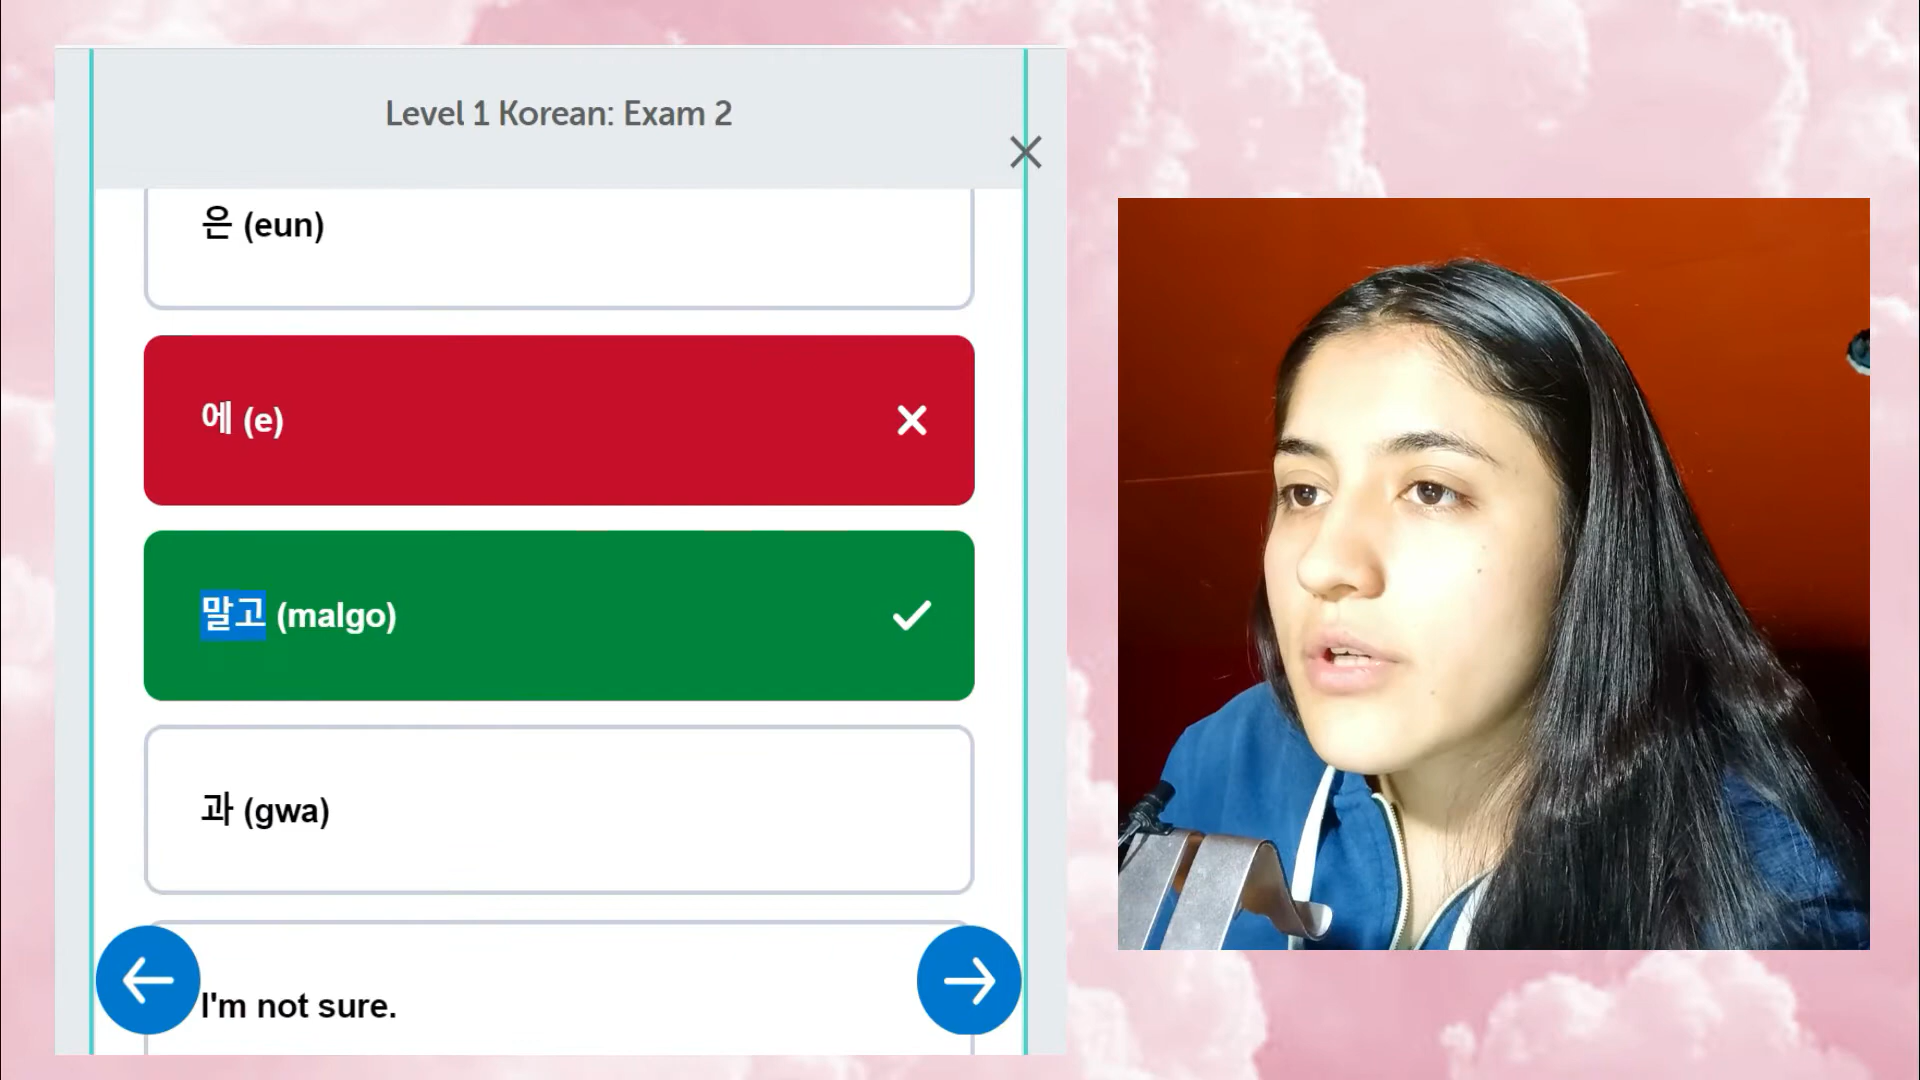 Level 1 Korean: Exam 2
은 (eun)
에 (e)
말고 (malgo)
과 (gwa)
I'm not sure.